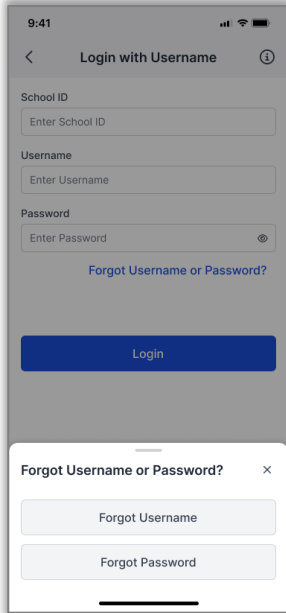 9:41
Login with Username
School ID
Enter School ID
Username
Enter Username
Password
Enter Password
Forgot Username or Password?
Login
Forgot Username or Password?
Forgot Username
Forgot Password